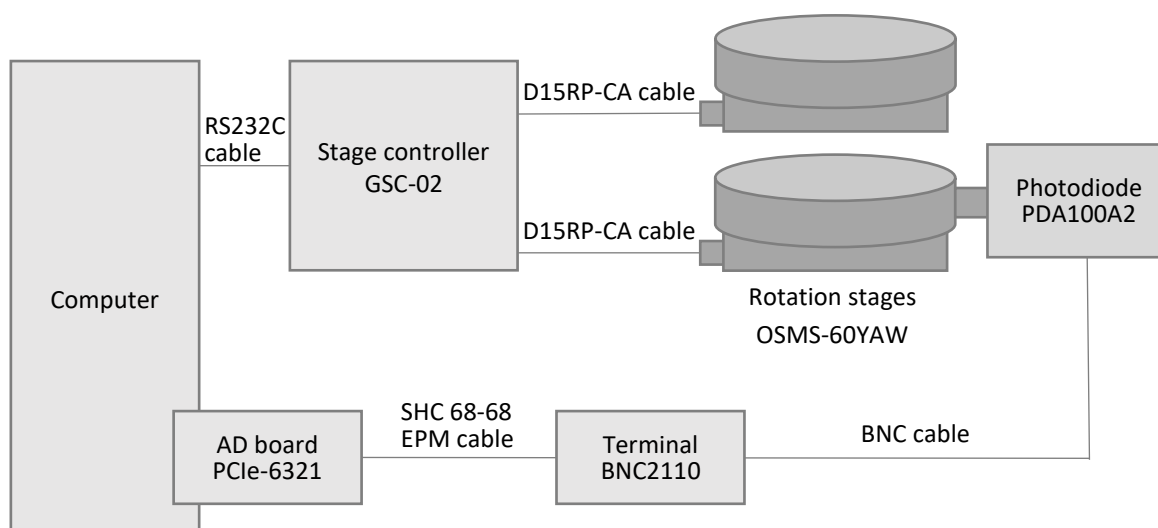 D15RP-CA cable
RS232C
cable
Stage controller
GSC-02
Photodiode
PDA100A2
D15RP-CA cable
Computer
Rotation stages
OSMS-60YAW
SHC 68-68
EPM cable
AD board
PCIe-6321
Terminal
BNC2110
BNC cable